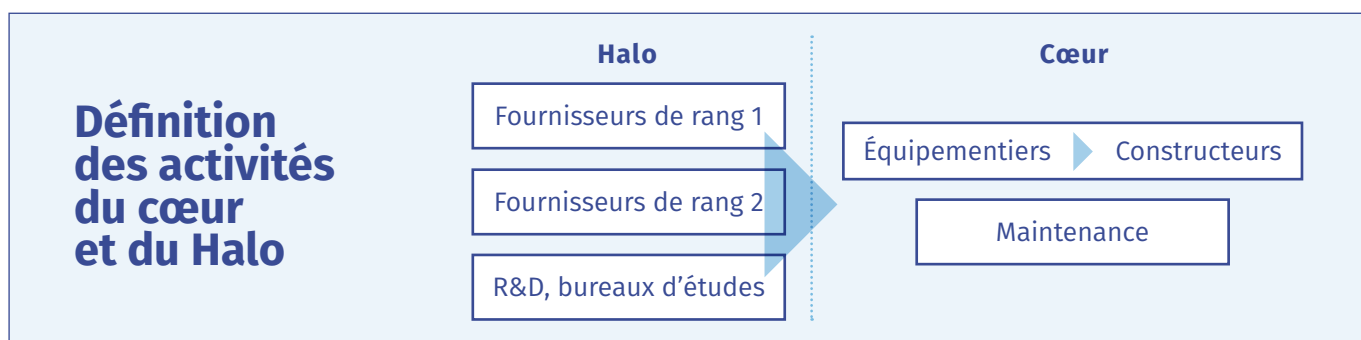 Définition
des activités
du cœur
et du Halo
Halo
Fournisseurs de rang 1
Fournisseurs de rang 2
R&D, bureaux d'études
Cœur
Équipementiers
Constructeurs
Maintenance